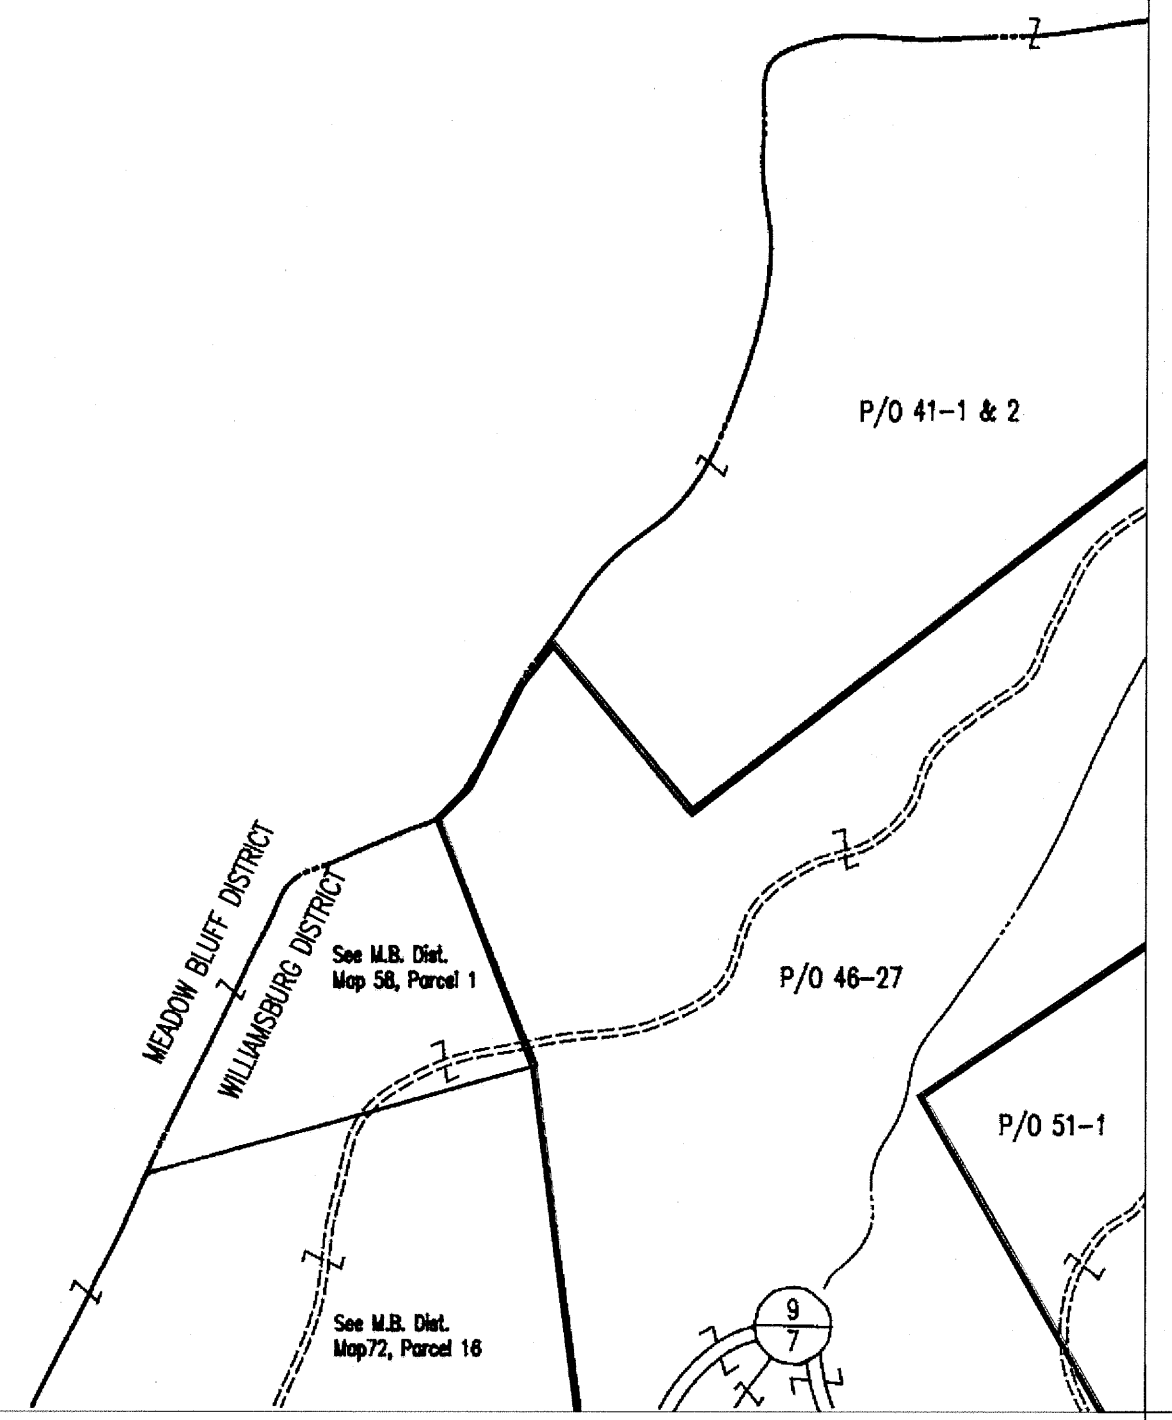 P/O 41-1 & 2
MEADOW BLUFF DISTRICT
WILLIAMSBURG DISTRICT
See M.B. Dist.
Map 58, Parcel 1
P/O 46-27
P/O 51-1
9
7
See M.B. Dist.
Map72, Parcel 16